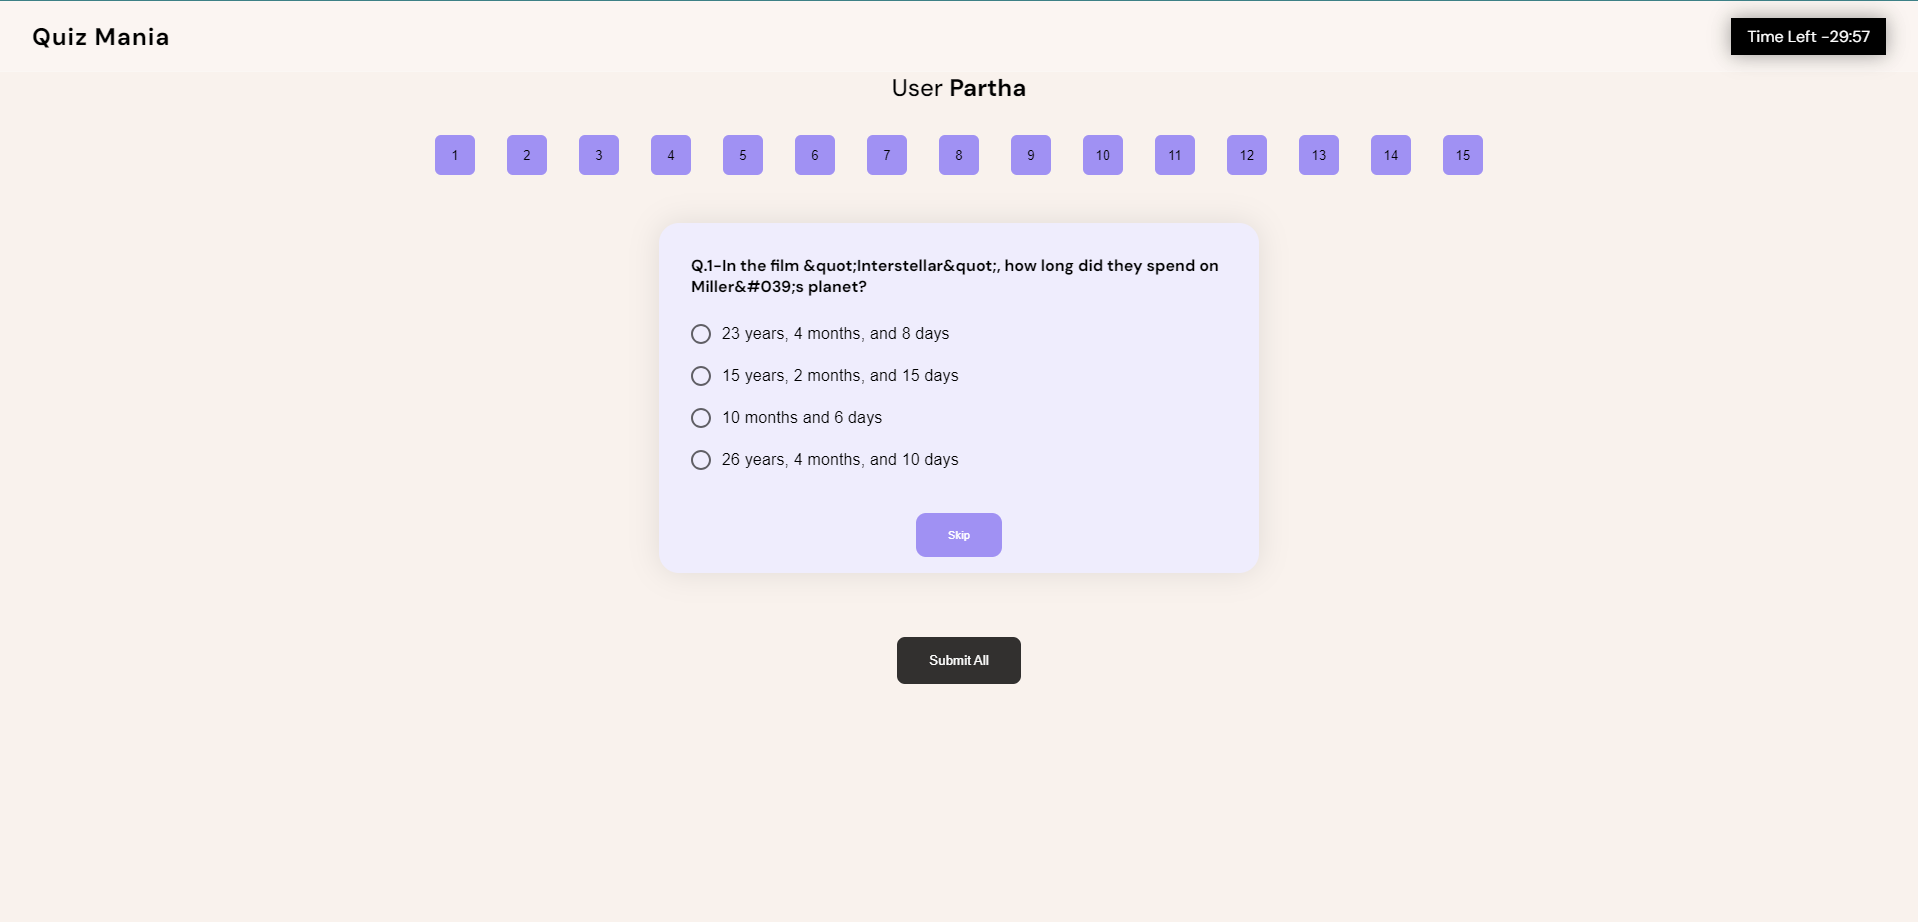 Quiz Mania
Time Left -29:57
User Partha
1 2 3 4 5 6 7 8 9 10 11 12 13 14 15
Q.1-In the film &quot;Interstellar&quot;, how long did they spend on
Miller&#039;s planet?
23 years, 4 months, and 8 days
15 years, 2 months, and 15 days
10 months and 6 days
26 years, 4 months, and 10 days
Skip
Submit All